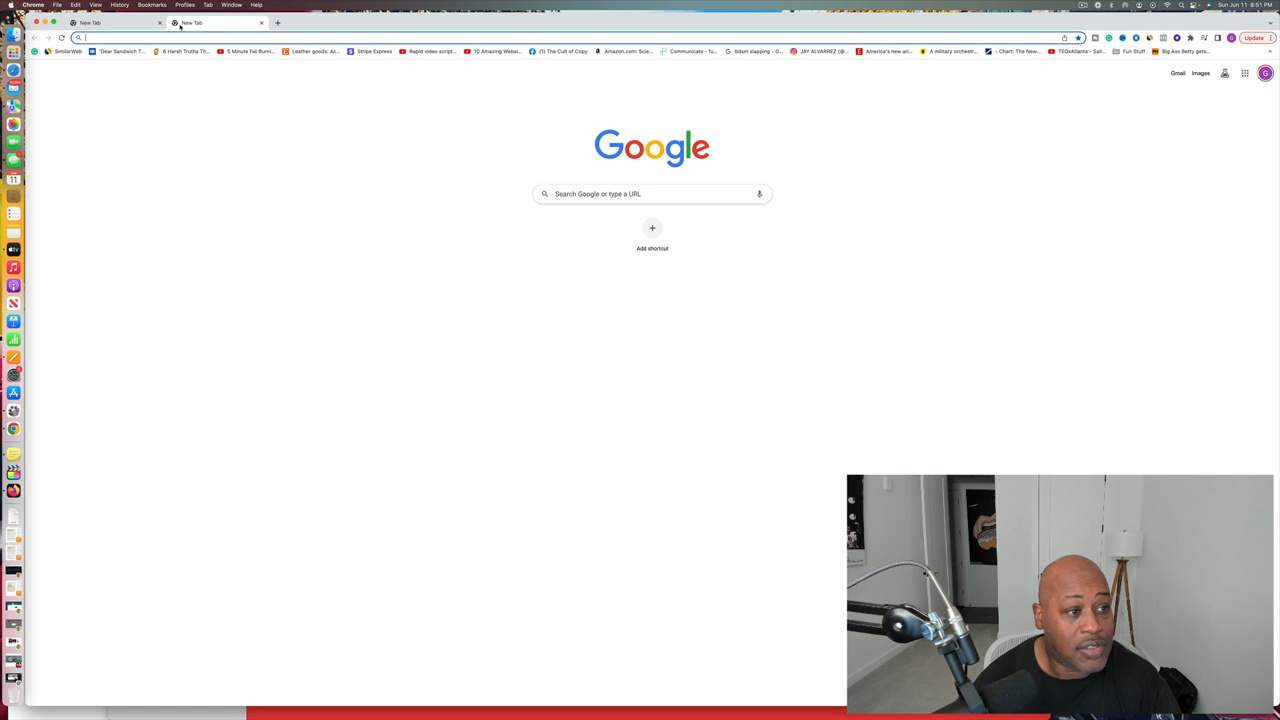 Chrome File Edit View History Bookmarks Profiles Tab Window Help Sun Jun 11 8:51 PM
New Tab New Tab
Update
SimilarWeb 'Dear Sandwich T... 6 Harsh Truths Th... 5 Minute Fat Burni... Leather goods: Ac... Stripe Express Rapid video script... 10 Amazing Websi... (1) The Cult of Copy Amazon.com: Scie... Communicate - fu... bdsm slapping - G... JAY ALVARREZ (@... America's new ari... A military orchestr... - Chart: The New... TEDxAtlanta - Sall... Fun Stuff Big Ass Betty gets... »
Gmail Images G
Google
Search Google or type a URL
Add shortcut